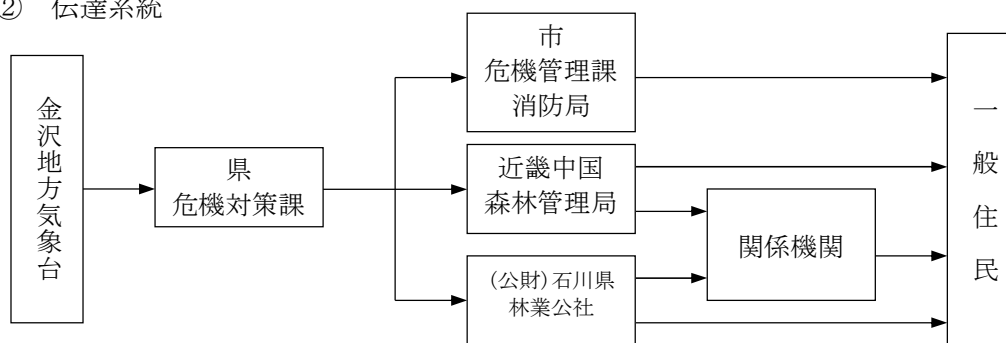 ② 伝達系統
金沢地方気象台
県
危機対策課
市
危機管理課
消防局
近畿中国
森林管理局
(公財)石川県
林業公社
関係機関
一般住民